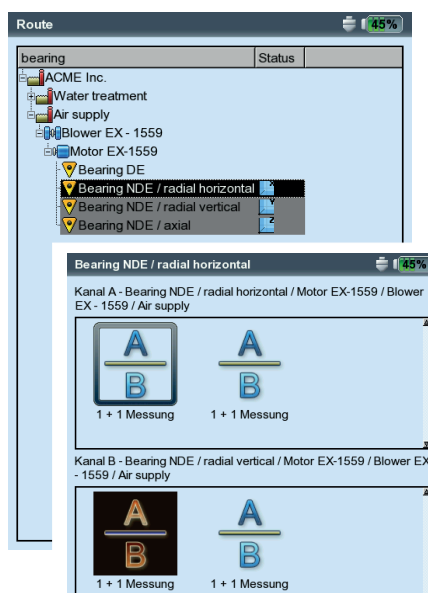 Route
45%
bearing Status
ACME Inc.
Water treatment
Air supply
Blower EX - 1559
Motor EX-1559
Bearing DE
Bearing NDE / radial horizontal X
Bearing NDE / radial vertical Y
Bearing NDE / axial Z
Bearing NDE / radial horizontal
45%
Kanal A - Bearing NDE / radial horizontal / Motor EX-1559 / Blower
EX - 1559 / Air supply
A A
B B
1 + 1 Messung 1 + 1 Messung
Kanal B - Bearing NDE / radial vertical / Motor EX-1559 / Blower EX
- 1559 / Air supply
A A
B B
1 + 1 Messung 1 + 1 Messung